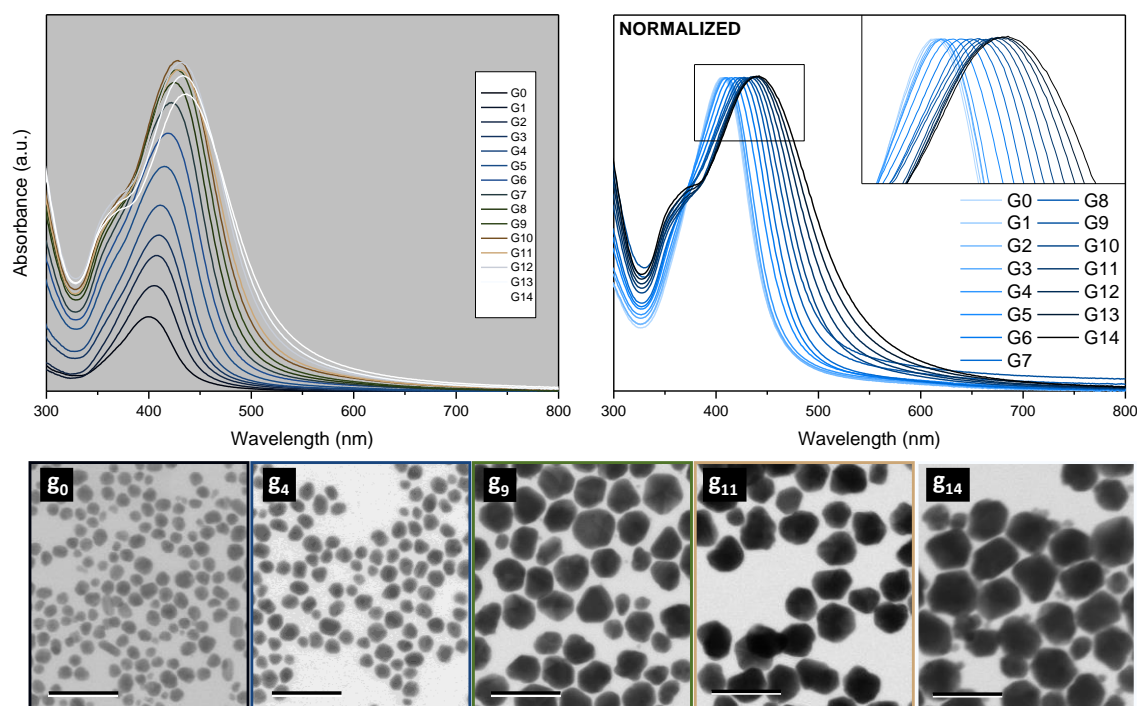 Absorbance (a.u.)
G0
G1
G2
G3
G4
G5
G6
G7
G8
G9
G10
G11
G12
G13
G14
300 400 500 600 700 800
Wavelength (nm)
NORMALIZED
G0 G8
G1 G9
G2 G10
G3 G11
G4 G12
G5 G13
G6 G14
G7
300 400 500 600 700 800
Wavelength (nm)
g0
g4
g9
g11
g14